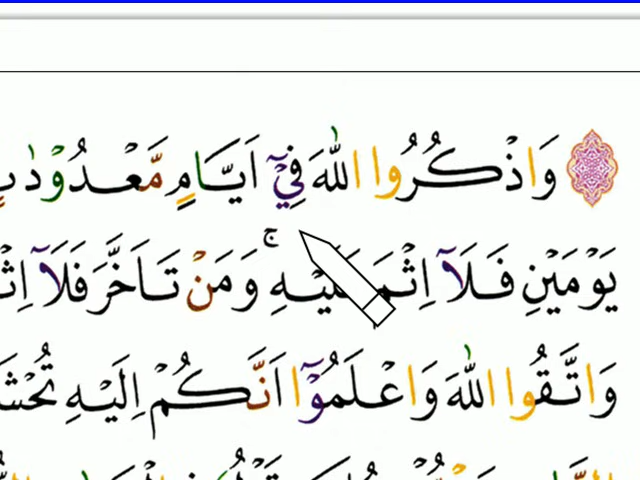 وَاذْكُرُوا اللّٰهَ فِيْٓ اَيَّامٍ مَّعْدُوْدٰ
يَوْمَيْنِ فَلَآ اِثْمَ عَلَيْهِ ۚ وَمَنْ تَاَخَّرَ فَلَآ
وَاتَّقُوا اللّٰهَ وَاعْلَمُوْٓا اَنَّكُمْ اِلَيْهِ